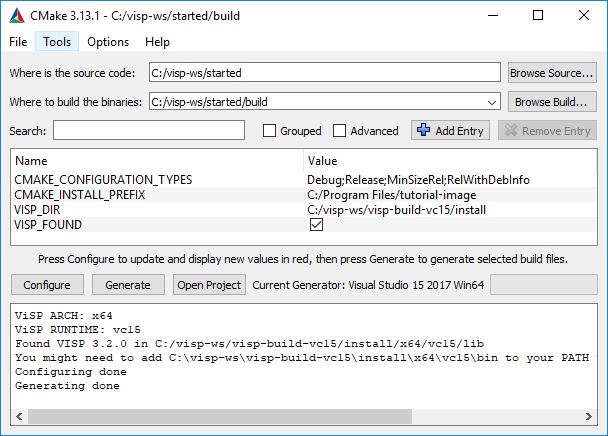 CMake 3.13.1 - C:/visp-ws/started/build
File Tools Options Help
Where is the source code: C:/visp-ws/started Browse Source...
Where to build the binaries: C:/visp-ws/started/build Browse Build...
Search: Grouped Advanced Add Entry Remove Entry
Name Value
CMAKE_CONFIGURATION_TYPES Debug;Release;MinSizeRel;RelWithDebInfo
CMAKE_INSTALL_PREFIX C:/Program Files/tutorial-image
VISP_DIR C:/visp-ws/visp-build-vc15/install
VISP_FOUND
Press Configure to update and display new values in red, then press Generate to generate selected build files.
Configure Generate Open Project Current Generator: Visual Studio 15 2017 Win64
ViSP ARCH: x64
ViSP RUNTIME: vc15
Found VISP 3.2.0 in C:/visp-ws/visp-build-vc15/install/x64/vc15/lib
You might need to add C:\visp-ws\visp-build-vc15\install\x64\vc15\bin to your PATH
Configuring done
Generating done